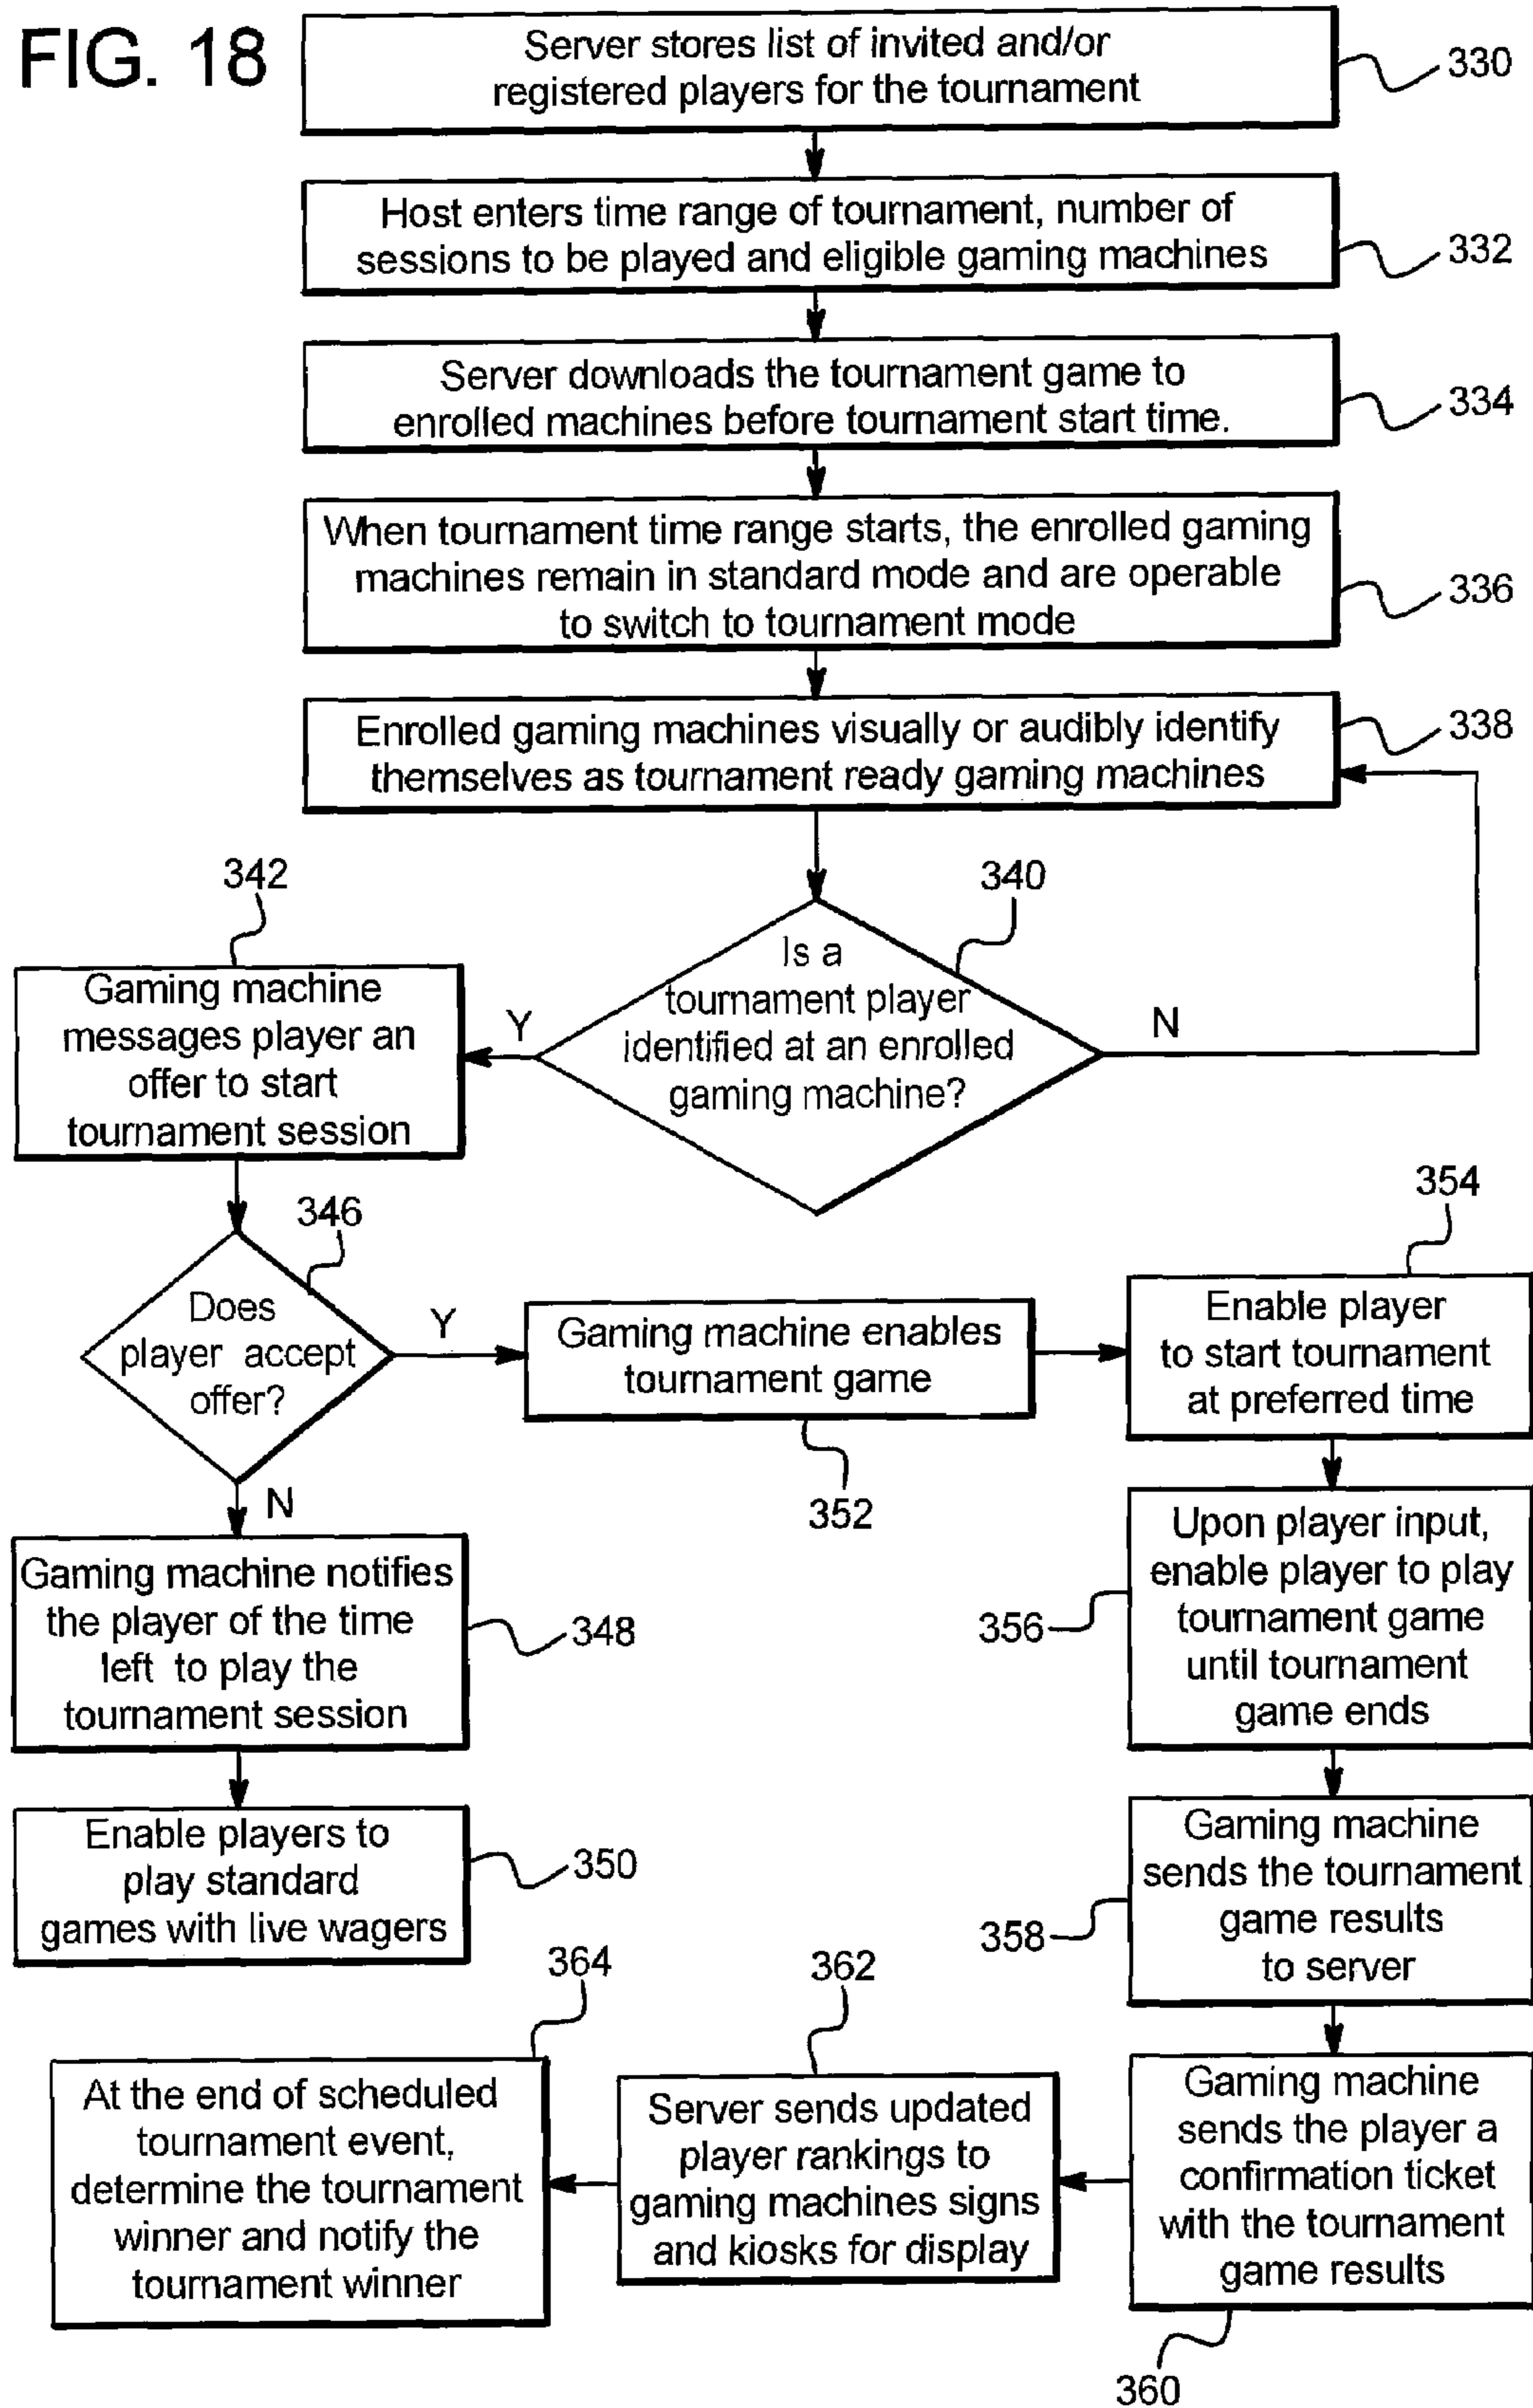 FIG. 18
Server stores list of invited and/or
registered players for the tournament
330
Host enters time range of tournament, number of
sessions to be played and eligible gaming machines
332
Server downloads the tournament game to
enrolled machines before tournament start time.
334
When tournament time range starts, the enrolled gaming
machines remain in standard mode and are operable
to switch to tournament mode
336
Enrolled gaming machines visually or audibly identify
themselves as tournament ready gaming machines
338
340
Is a
tournament player
identified at an enrolled
gaming machine?
Y
N
342
Gaming machine
messages player an
offer to start
tournament session
346
Does
player accept
offer?
Y
N
Gaming machine notifies
the player of the time
left to play the
tournament session
348
Enable players to
play standard
games with live wagers
350
Gaming machine enables
tournament game
352
354
Enable player
to start tournament
at preferred time
Upon player input,
enable player to play
tournament game
until tournament
game ends
356
Gaming machine
sends the tournament
game results
to server
358
Gaming machine
sends the player a
confirmation ticket
with the tournament
game results
360
362
Server sends updated
player rankings to
gaming machines signs
and kiosks for display
364
At the end of scheduled
tournament event,
determine the tournament
winner and notify the
tournament winner